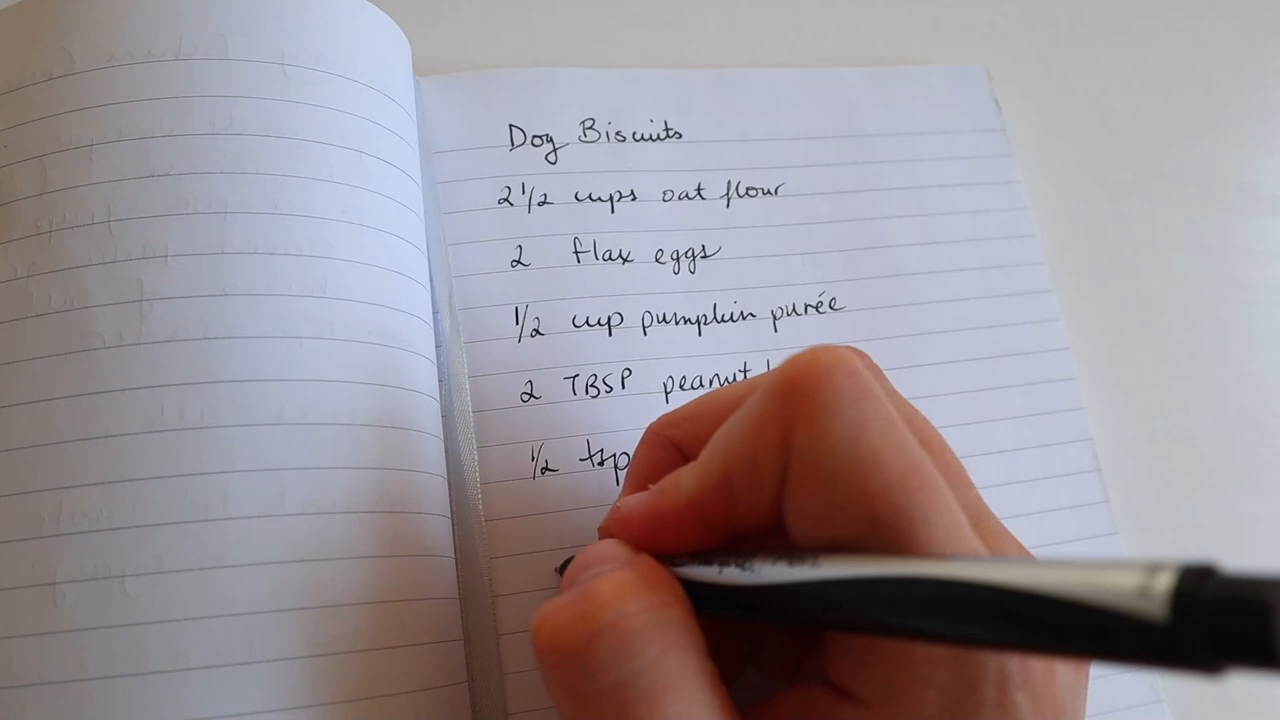 Dog Biscuits
2 1/2 cups oat flour
2 flax eggs
1/2 cup pumpkin purée
2 TBSP peanut
1/2 tsp